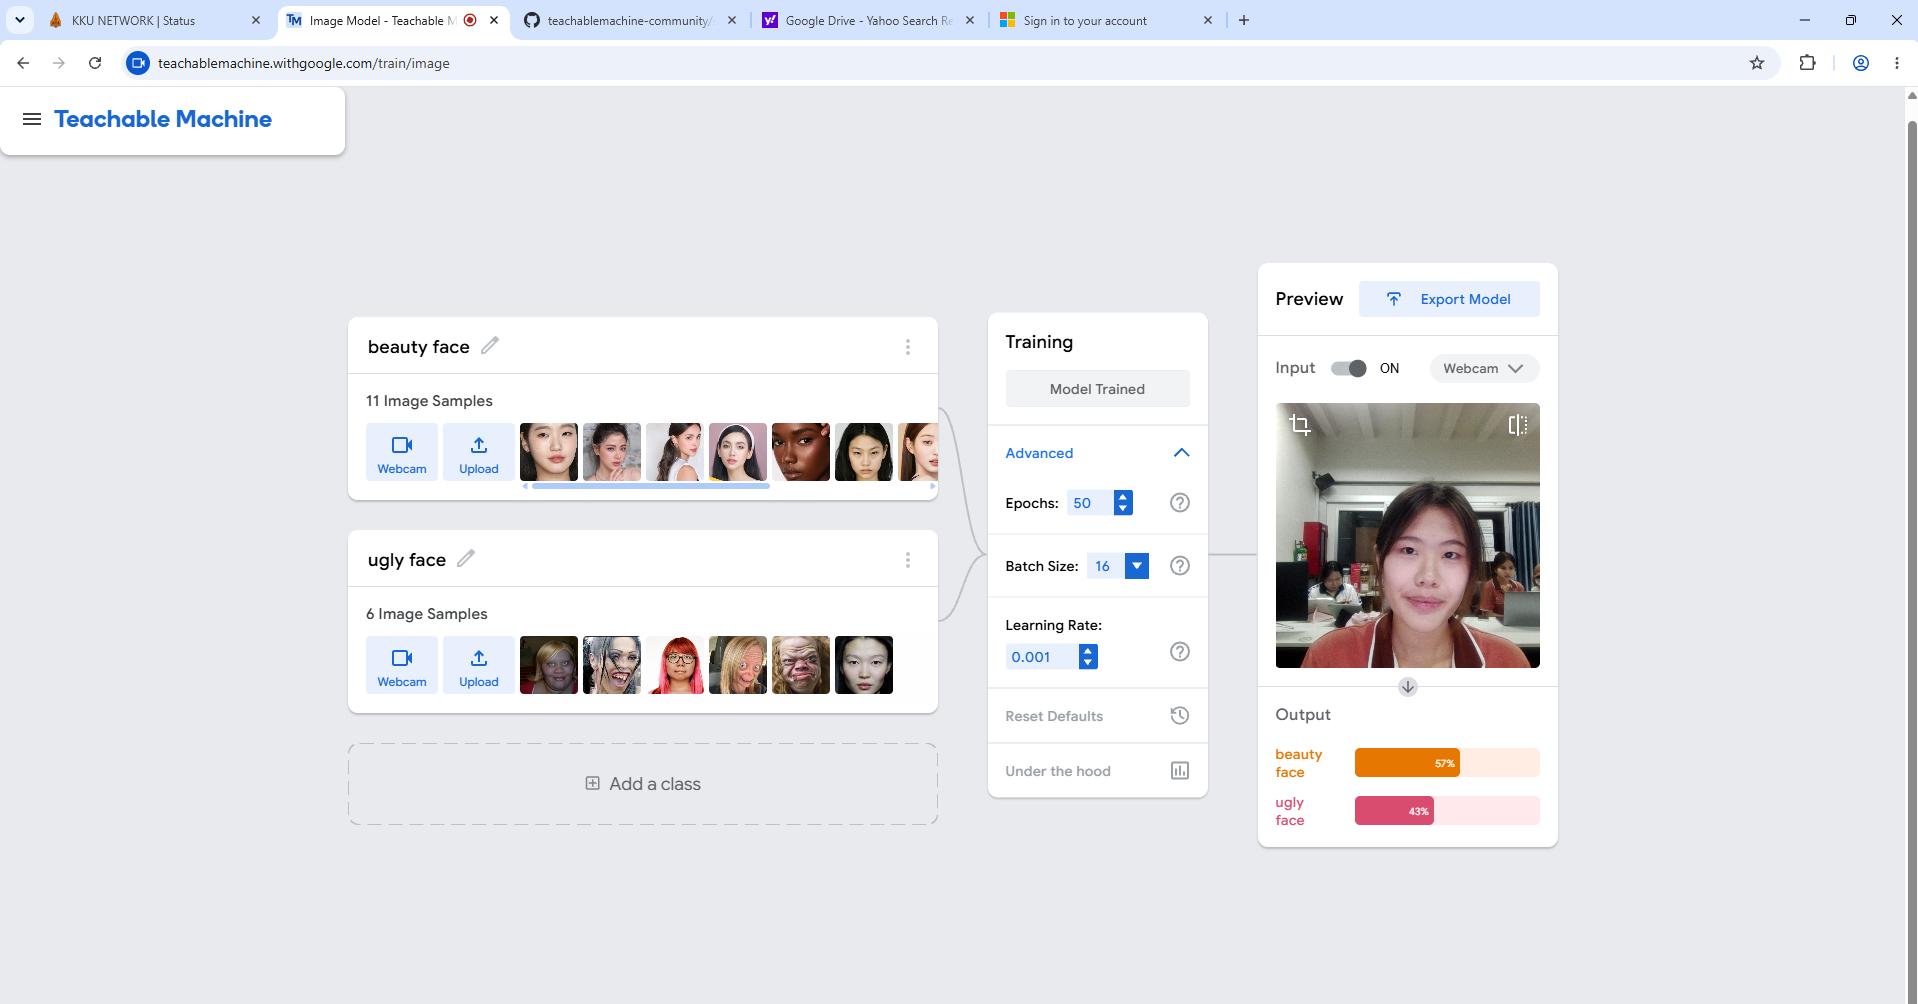 KKU NETWORK | Status
Image Model - Teachable M
teachablemachine-community/
Google Drive - Yahoo Search Re
Sign in to your account
teachablemachine.withgoogle.com/train/image
Teachable Machine
beauty face
11 Image Samples
Webcam
Upload
ugly face
6 Image Samples
Webcam
Upload
Add a class
Training
Model Trained
Advanced
Epochs: 50
Batch Size: 16
Learning Rate:
0.001
Reset Defaults
Under the hood
Preview
Export Model
Input
ON
Webcam
Output
beauty
face
57%
ugly
face
43%